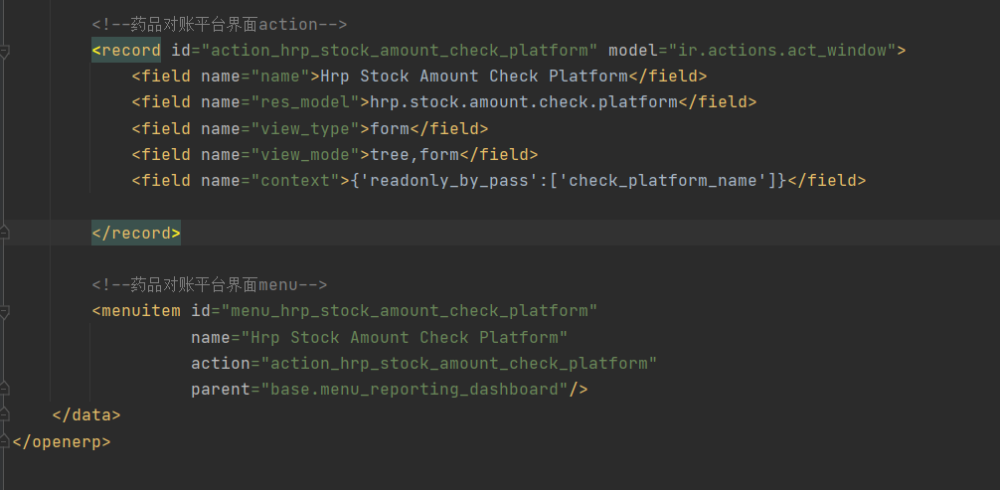 <!--药品对账平台界面action-->
<record id="action_hrp_stock_amount_check_platform" model="ir.actions.act_window">
<field name="name">Hrp Stock Amount Check Platform</field>
<field name="res_model">hrp.stock.amount.check.platform</field>
<field name="view_type">form</field>
<field name="view_mode">tree,form</field>
<field name="context">{'readonly_by_pass':['check_platform_name']}</field>
</record>
<!--药品对账平台界面menu-->
<menuitem id="menu_hrp_stock_amount_check_platform"
name="Hrp Stock Amount Check Platform"
action="action_hrp_stock_amount_check_platform"
parent="base.menu_reporting_dashboard"/>
</data>
</openerp>